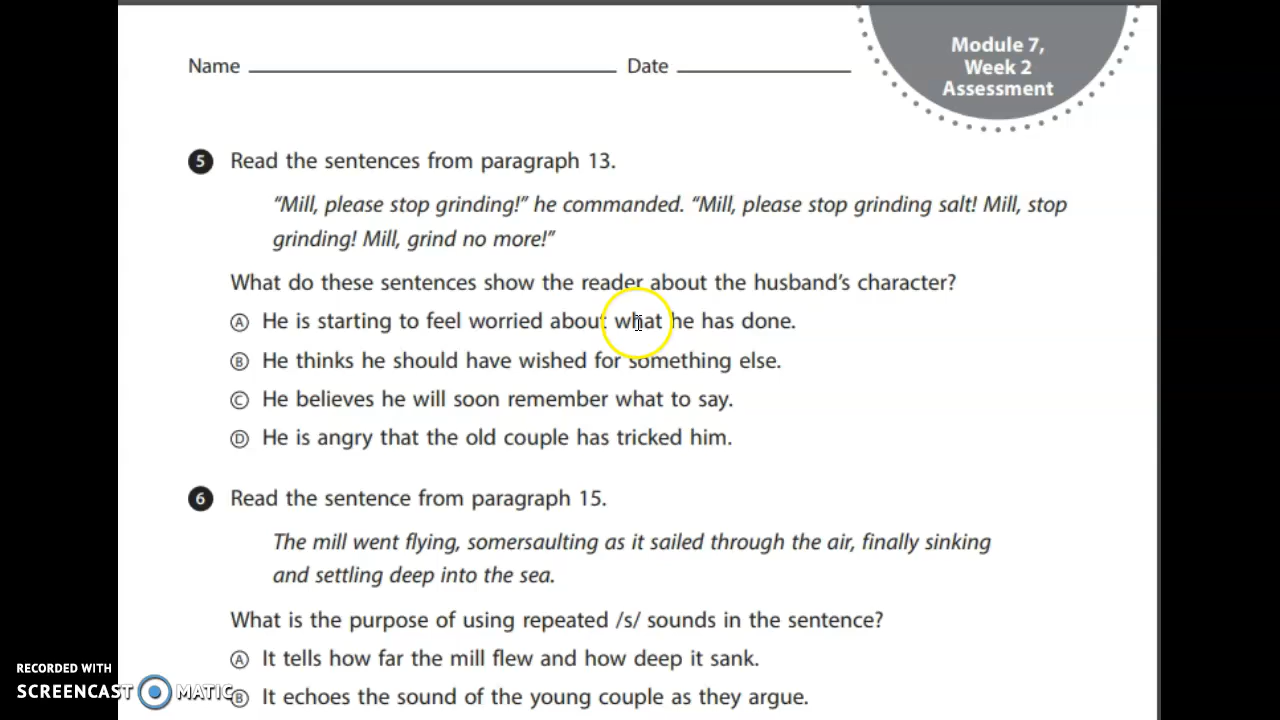 Module 7,
Week 2
Assessment
Name Date
5 Read the sentences from paragraph 13.
“Mill, please stop grinding!” he commanded. “Mill, please stop grinding salt! Mill, stop
grinding! Mill, grind no more!”
What do these sentences show the reader about the husband’s character?
A He is starting to feel worried about what he has done.
B He thinks he should have wished for something else.
C He believes he will soon remember what to say.
D He is angry that the old couple has tricked him.
6 Read the sentence from paragraph 15.
The mill went flying, somersaulting as it sailed through the air, finally sinking
and settling deep into the sea.
What is the purpose of using repeated /s/ sounds in the sentence?
A It tells how far the mill flew and how deep it sank.
B It echoes the sound of the young couple as they argue.
RECORDED WITH
SCREENCAST MATIC